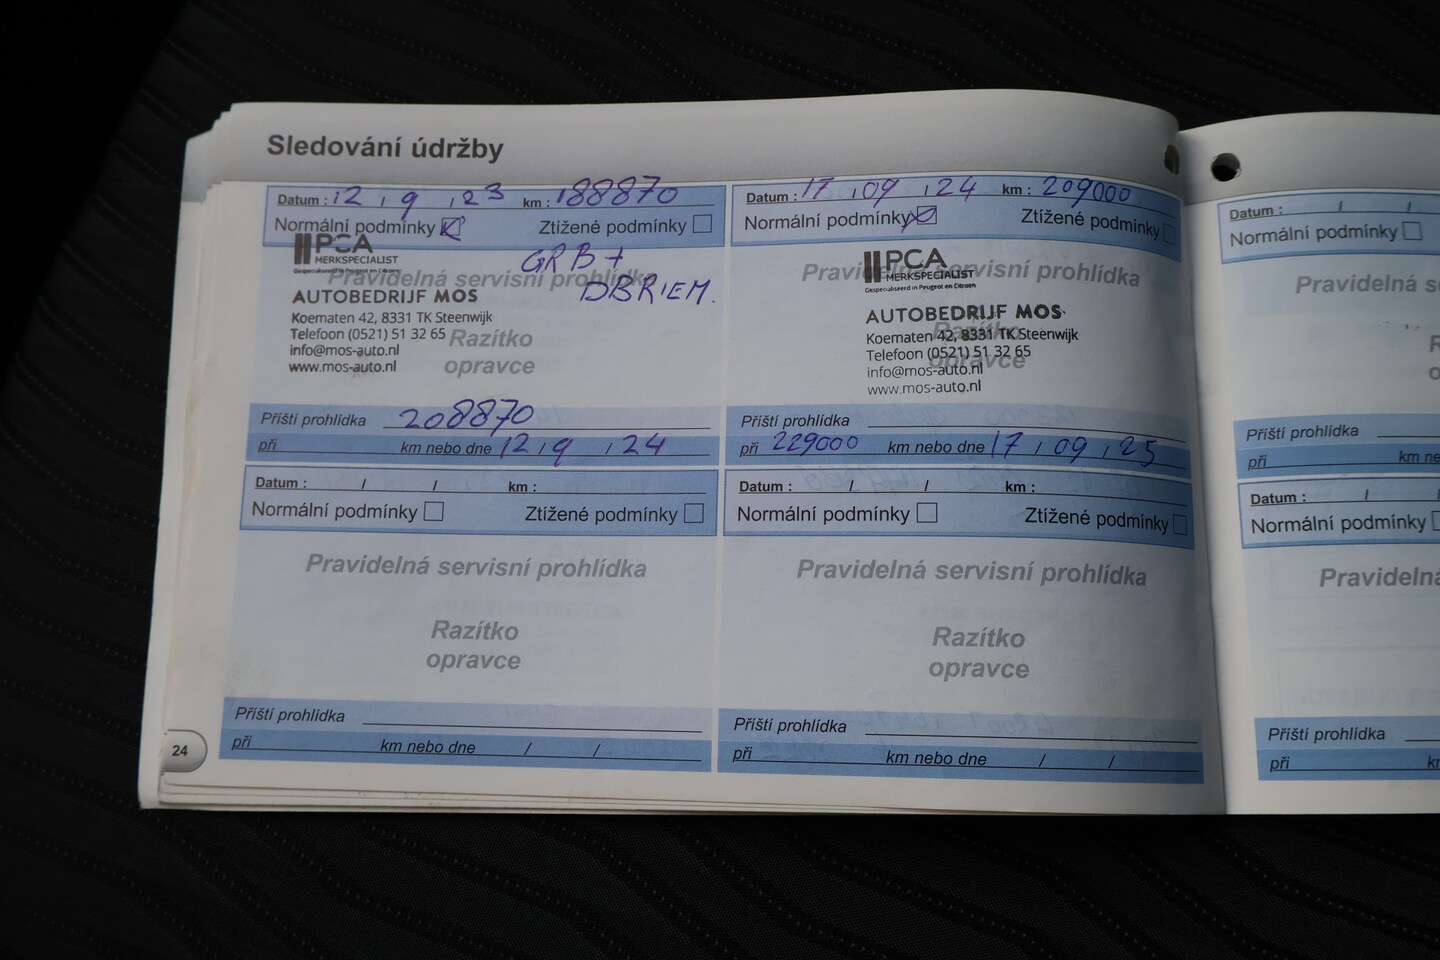 Sledování údržby
Datum : 12 / 9 / 23 km : 188870
Normální podmínky Ztížené podmínky
PCA
MERKSPECIALIST
Gespecialiseerd in Peugeot en Citroën
GRB +
DBRIEM.
Pravidelná servisní prohlídka
AUTOBEDRIJF MOS
Koematen 42, 8331 TK Steenwijk
Telefoon (0521) 51 32 65
info@mos-auto.nl
www.mos-auto.nl
Razítko
opravce
Příští prohlídka 208870
při km nebo dne 12 / 9 / 24
Datum : 17 / 09 / 24 km : 209000
Normální podmínky Ztížené podmínky
PCA
MERKSPECIALIST
Gespecialiseerd in Peugeot en Citroën
Pravidelná servisní prohlídka
AUTOBEDRIJF MOS
Koematen 42, 8331 TK Steenwijk
Telefoon (0521) 51 32 65
info@mos-auto.nl
www.mos-auto.nl
Razítko
opravce
Příští prohlídka
při 229000 km nebo dne 17 / 09 / 25
Datum : / / km :
Normální podmínky Ztížené podmínky
Pravidelná servisní prohlídka
Razítko
opravce
Příští prohlídka
při km nebo dne / /
Datum : / / km :
Normální podmínky Ztížené podmínky
Pravidelná servisní prohlídka
Razítko
opravce
Příští prohlídka
při km nebo dne / /
24
Datum : / /
Normální podmínky
Pravidelná s
R
o
Příští prohlídka
při km ne
Datum : /
Normální podmínky
Pravidelná
Příští prohlídka
při k